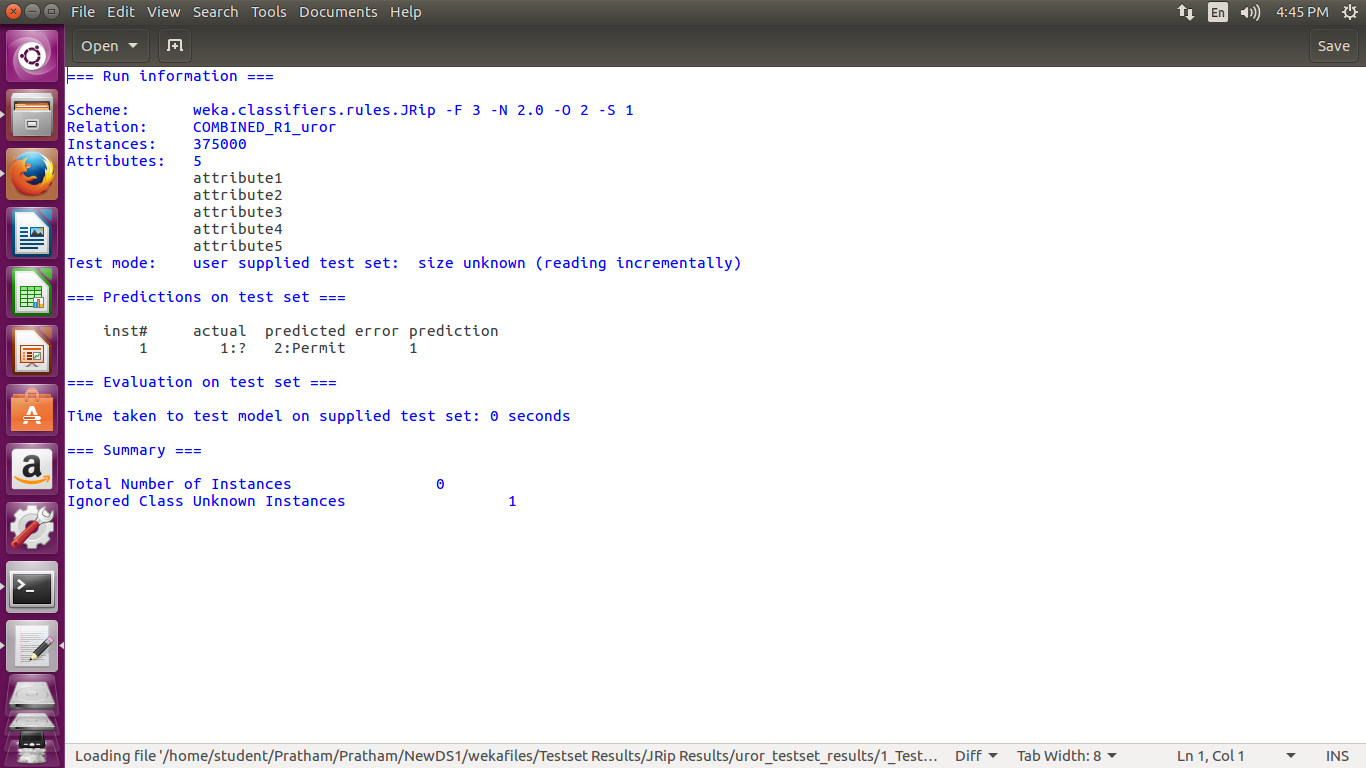 File Edit View Search Tools Documents Help
En 4:45 PM
Open Save
=== Run information ===
Scheme: weka.classifiers.rules.JRip -F 3 -N 2.0 -O 2 -S 1
Relation: COMBINED_R1_uror
Instances: 375000
Attributes: 5
attribute1
attribute2
attribute3
attribute4
attribute5
Test mode: user supplied test set: size unknown (reading incrementally)
=== Predictions on test set ===
inst# actual predicted error prediction
1 1:? 2:Permit 1
=== Evaluation on test set ===
Time taken to test model on supplied test set: 0 seconds
=== Summary ===
Total Number of Instances 0
Ignored Class Unknown Instances 1
Loading file '/home/student/Pratham/Pratham/NewDS1/wekafiles/Testset Results/JRip Results/uror_testset_results/1_Test… Diff Tab Width: 8 Ln 1, Col 1 INS